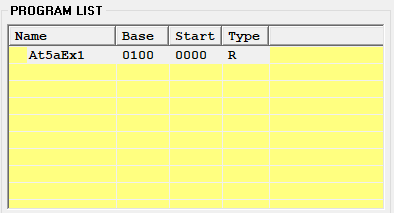 PROGRAM LIST
Name Base Start Type
At5aEx1 0100 0000 R